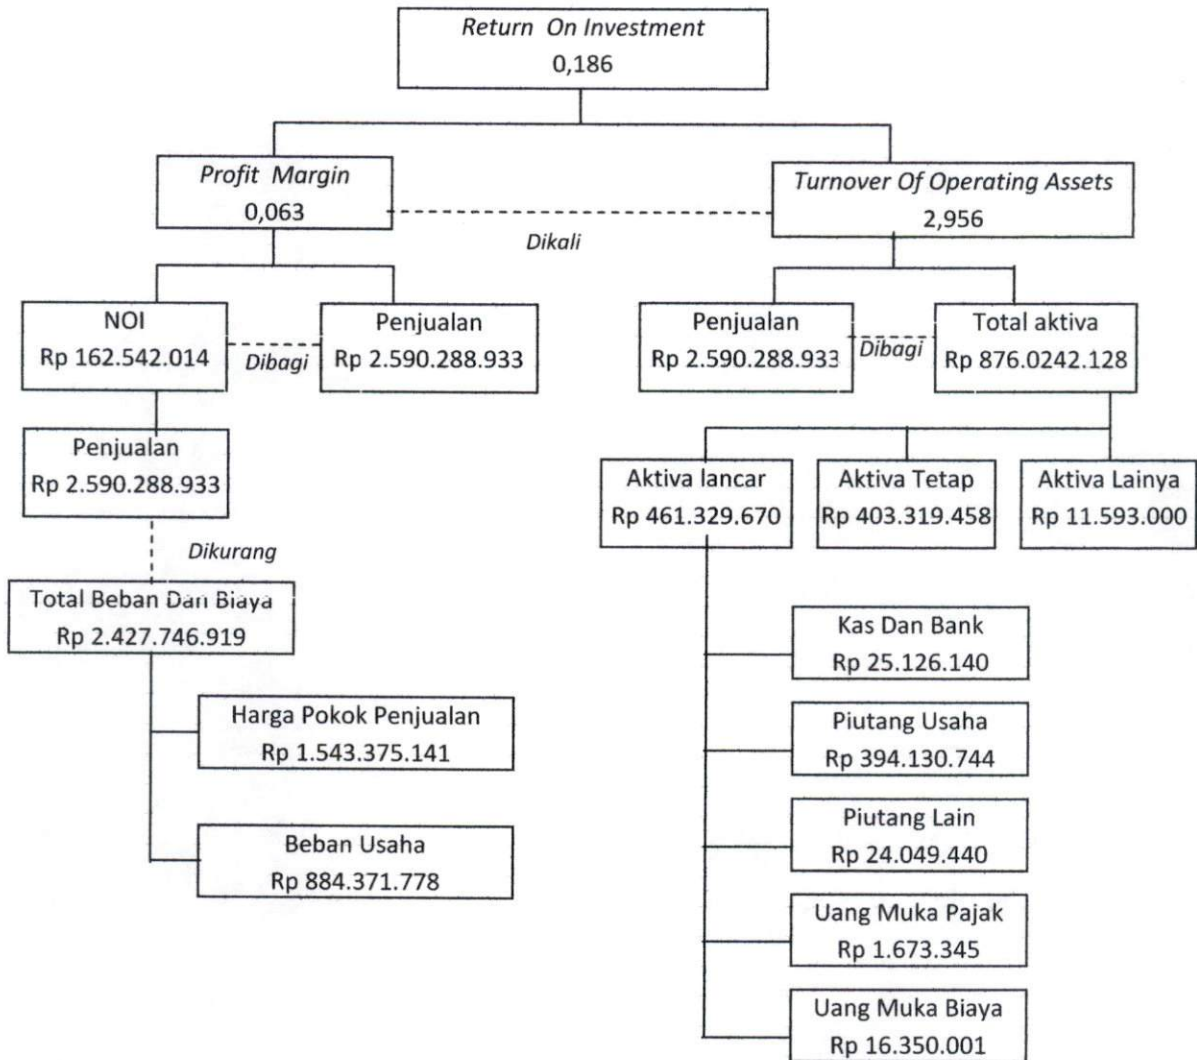 Return On Investment
0,186
Profit Margin
0,063
Dikali
Turnover Of Operating Assets
2,956
NOI
Rp 162.542.014
Dibagi
Penjualan
Rp 2.590.288.933
Penjualan
Rp 2.590.288.933
Dibagi
Total aktiva
Rp 876.0242.128
Penjualan
Rp 2.590.288.933
Aktiva lancar
Rp 461.329.670
Aktiva Tetap
Rp 403.319.458
Aktiva Lainya
Rp 11.593.000
Dikurang
Total Beban Dan Biaya
Rp 2.427.746.919
Harga Pokok Penjualan
Rp 1.543.375.141
Beban Usaha
Rp 884.371.778
Kas Dan Bank
Rp 25.126.140
Piutang Usaha
Rp 394.130.744
Piutang Lain
Rp 24.049.440
Uang Muka Pajak
Rp 1.673.345
Uang Muka Biaya
Rp 16.350.001